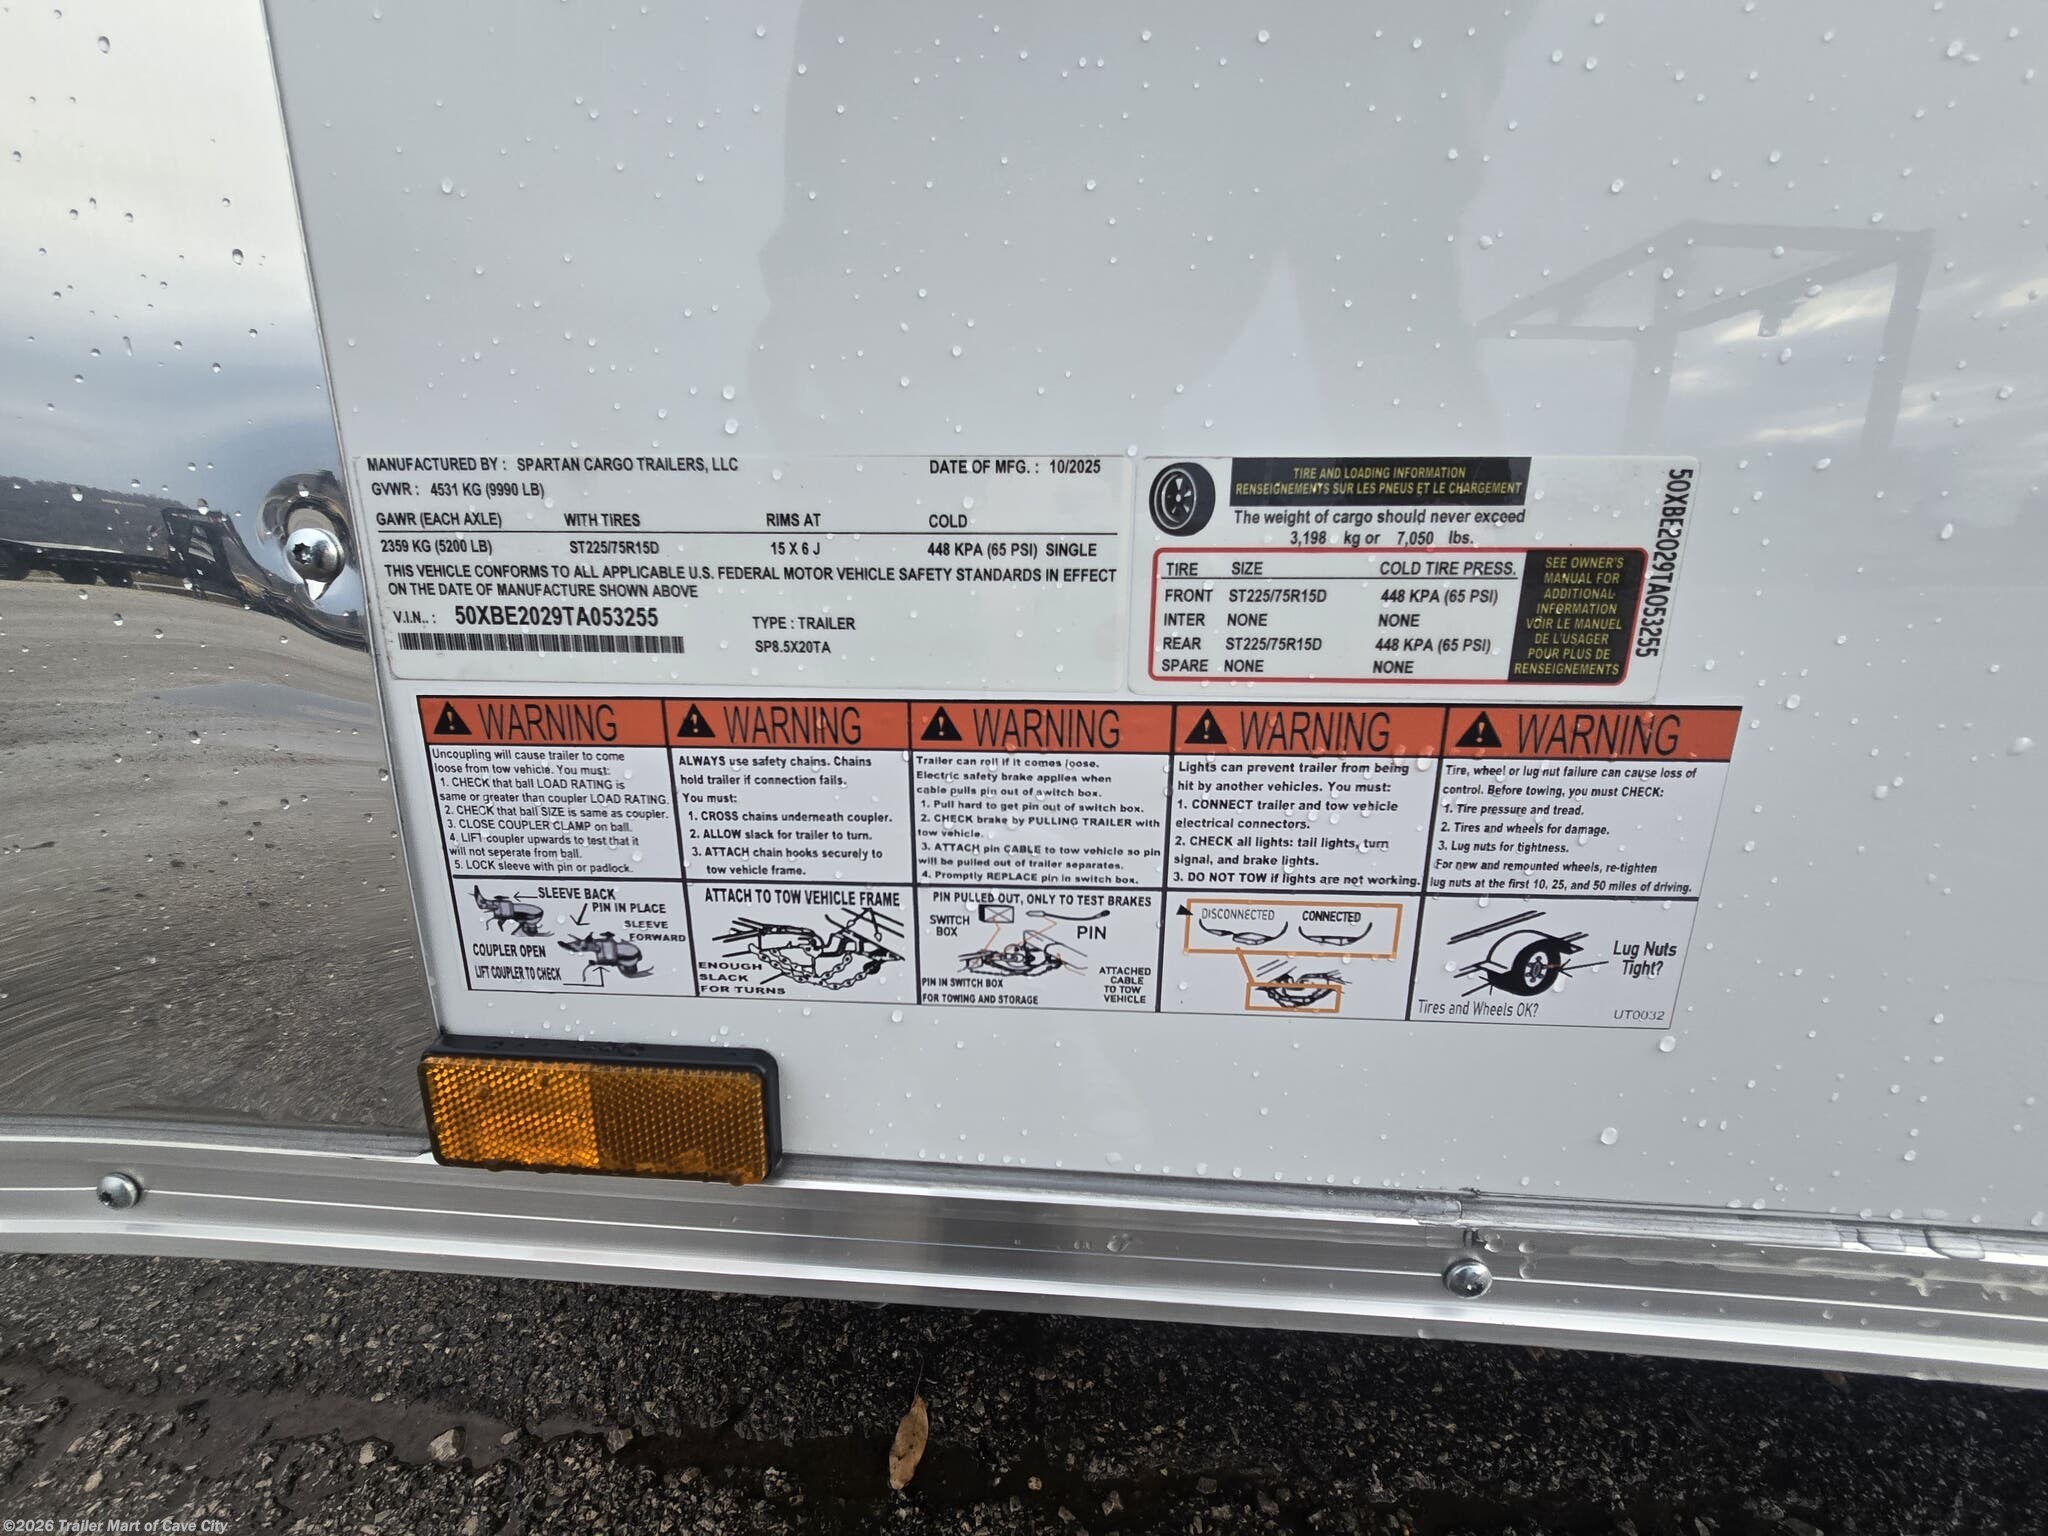 MANUFACTURED BY : SPARTAN CARGO TRAILERS, LLC DATE OF MFG. : 10/2025
GVWR : 4531 KG (9990 LB)
GAWR (EACH AXLE) WITH TIRES RIMS AT COLD
2359 KG (5200 LB) ST225/75R15D 15 X 6 J 448 KPA (65 PSI) SINGLE
THIS VEHICLE CONFORMS TO ALL APPLICABLE U.S. FEDERAL MOTOR VEHICLE SAFETY STANDARDS IN EFFECT
ON THE DATE OF MANUFACTURE SHOWN ABOVE
V.I.N.. : 50XBE2029TA053255 TYPE : TRAILER
SP8.5X20TA
TIRE AND LOADING INFORMATION
RENSEIGNEMENTS SUR LES PNEUS ET LE CHARGEMENT
The weight of cargo should never exceed
3,198 kg or 7,050 lbs.
TIRE SIZE COLD TIRE PRESS.
FRONT ST225/75R15D 448 KPA (65 PSI)
INTER NONE NONE
REAR ST225/75R15D 448 KPA (65 PSI)
SPARE NONE NONE
SEE OWNER'S
MANUAL FOR
ADDITIONAL
INFORMATION
VOIR LE MANUEL
DE L'USAGER
POUR PLUS DE
RENSEIGNEMENTS
50XBE2029TA053255
WARNING
Uncoupling will cause trailer to come
loose from tow vehicle. You must:
1. CHECK that ball LOAD RATING is
same or greater than coupler LOAD RATING.
2. CHECK that ball SIZE is same as coupler.
3. CLOSE COUPLER CLAMP on ball.
4. LIFT coupler upwards to test that it
will not seperate from ball.
5. LOCK sleeve with pin or padlock.
SLEEVE BACK
PIN IN PLACE
SLEEVE
FORWARD
COUPLER OPEN
LIFT COUPLER TO CHECK
WARNING
ALWAYS use safety chains. Chains
hold trailer if connection fails.
You must:
1. CROSS chains underneath coupler.
2. ALLOW slack for trailer to turn.
3. ATTACH chain hooks securely to
tow vehicle frame.
ATTACH TO TOW VEHICLE FRAME
ENOUGH
SLACK
FOR TURNS
WARNING
Trailer can roll if it comes loose.
Electric safety brake applies when
cable pulls pin out of switch box.
1. Pull hard to get pin out of switch box.
2. CHECK brake by PULLING TRAILER with
tow vehicle.
3. ATTACH pin CABLE to tow vehicle so pin
will be pulled out of trailer separates.
4. Promptly REPLACE pin in switch box.
PIN PULLED OUT, ONLY TO TEST BRAKES
SWITCH
BOX
PIN
ATTACHED
CABLE
TO TOW
VEHICLE
PIN IN SWITCH BOX
FOR TOWING AND STORAGE
WARNING
Lights can prevent trailer from being
hit by another vehicles. You must:
1. CONNECT trailer and tow vehicle
electrical connectors.
2. CHECK all lights: tail lights, turn
signal, and brake lights.
3. DO NOT TOW if lights are not working.
DISCONNECTED CONNECTED
WARNING
Tire, wheel or lug nut failure can cause loss of
control. Before towing, you must CHECK:
1. Tire pressure and tread.
2. Tires and wheels for damage.
3. Lug nuts for tightness.
For new and remounted wheels, re-tighten
lug nuts at the first 10, 25, and 50 miles of driving.
Lug Nuts
Tight?
Tires and Wheels OK?
UT0032
©2026 Trailer Mart of Cave City